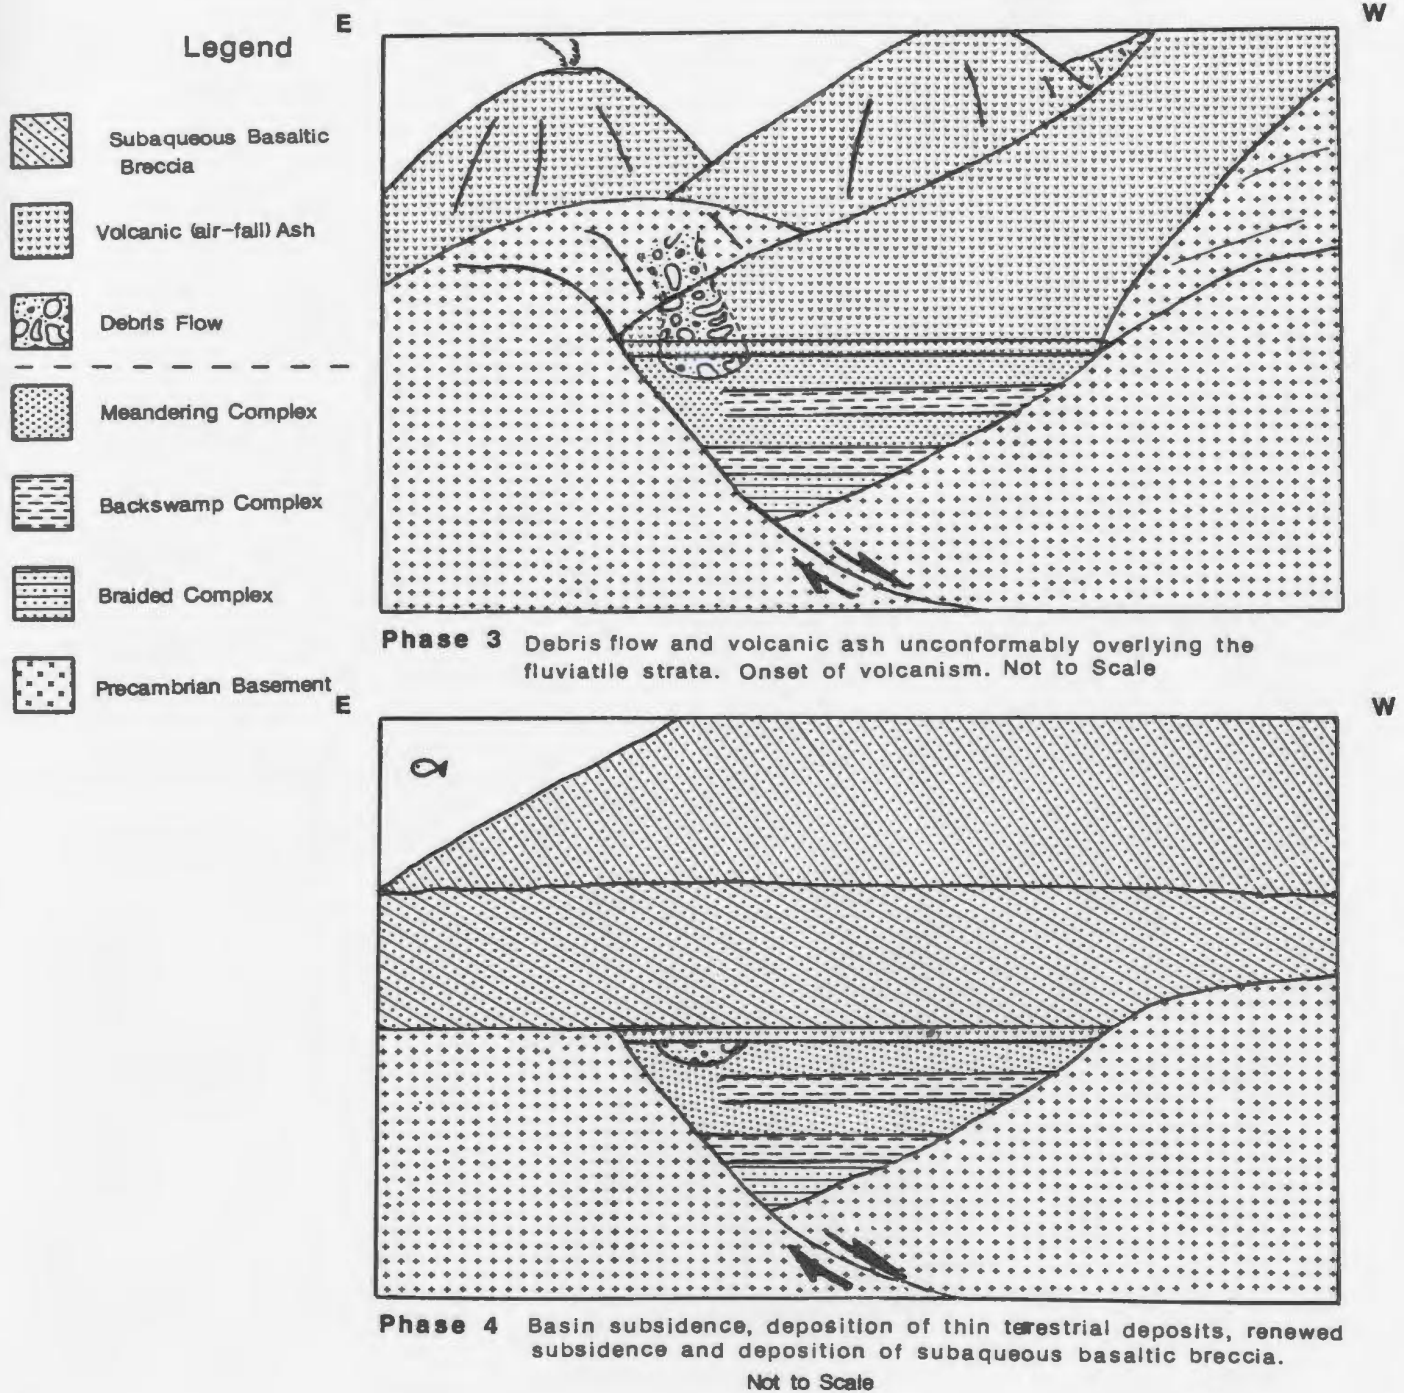 Legend
Subaqueous Basaltic
Breccia
Volcanic (air-fall) Ash
Debris Flow
Meandering Complex
Backswamp Complex
Braided Complex
Precambrian Basement
E
W
Phase 3 Debris flow and volcanic ash unconformably overlying the
fluviatile strata. Onset of volcanism. Not to Scale
E
W
Phase 4 Basin subsidence, deposition of thin terestrial deposits, renewed
subsidence and deposition of subaqueous basaltic breccia.
Not to Scale